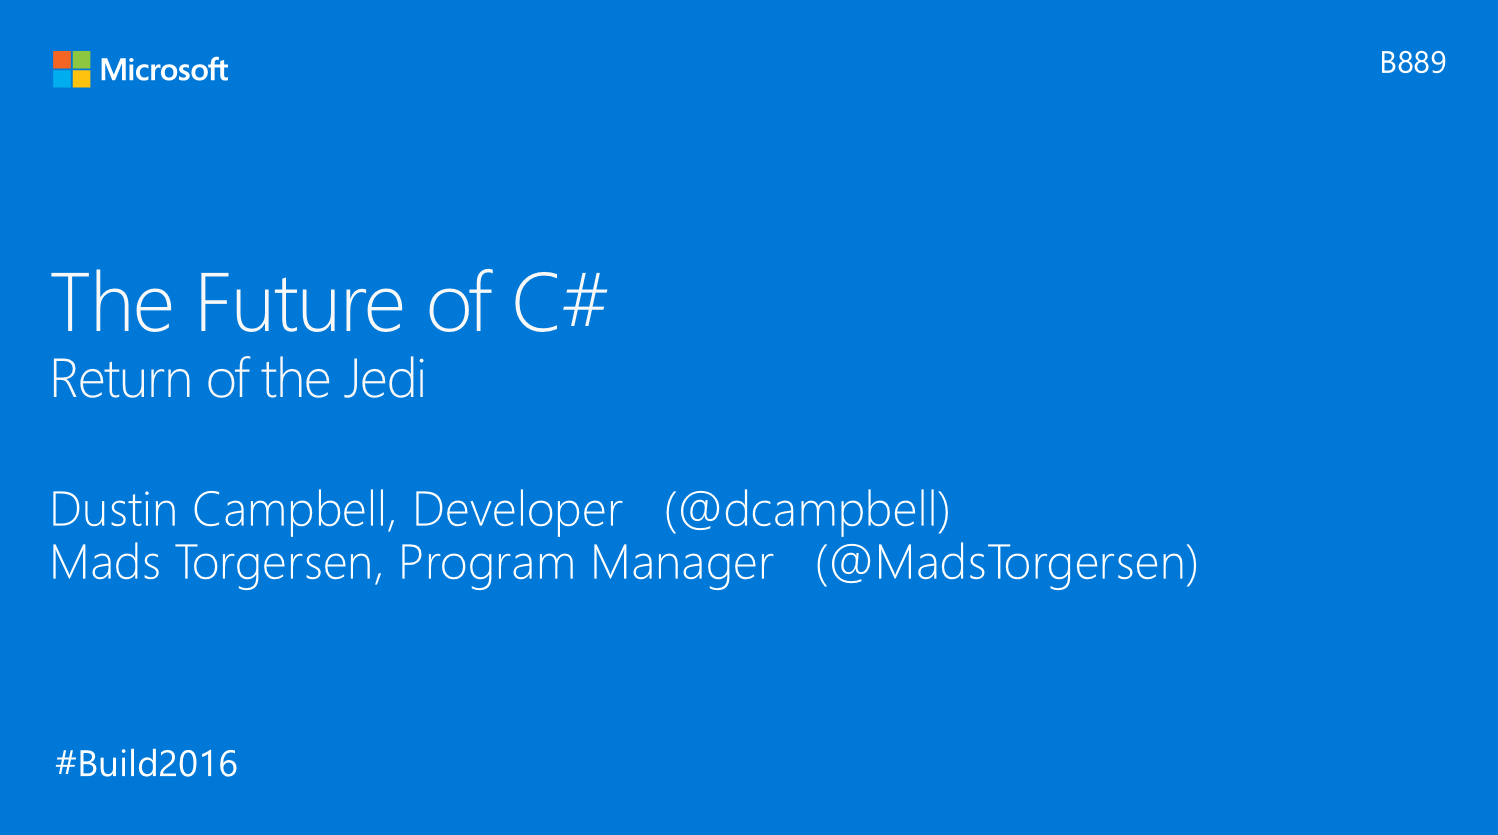 Microsoft
B889
The Future of C#
Return of the Jedi
Dustin Campbell, Developer (@dcampbell)
Mads Torgersen, Program Manager (@MadsTorgersen)
#Build2016